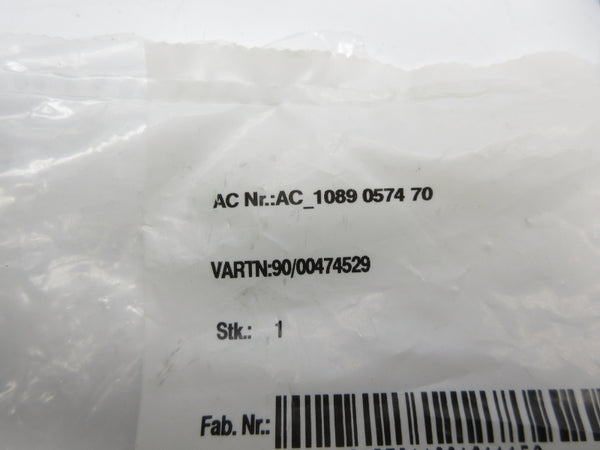 AC Nr.:AC_1089 0574 70
VARTN:90/00474529
Stk.: 1
Fab. Nr.: